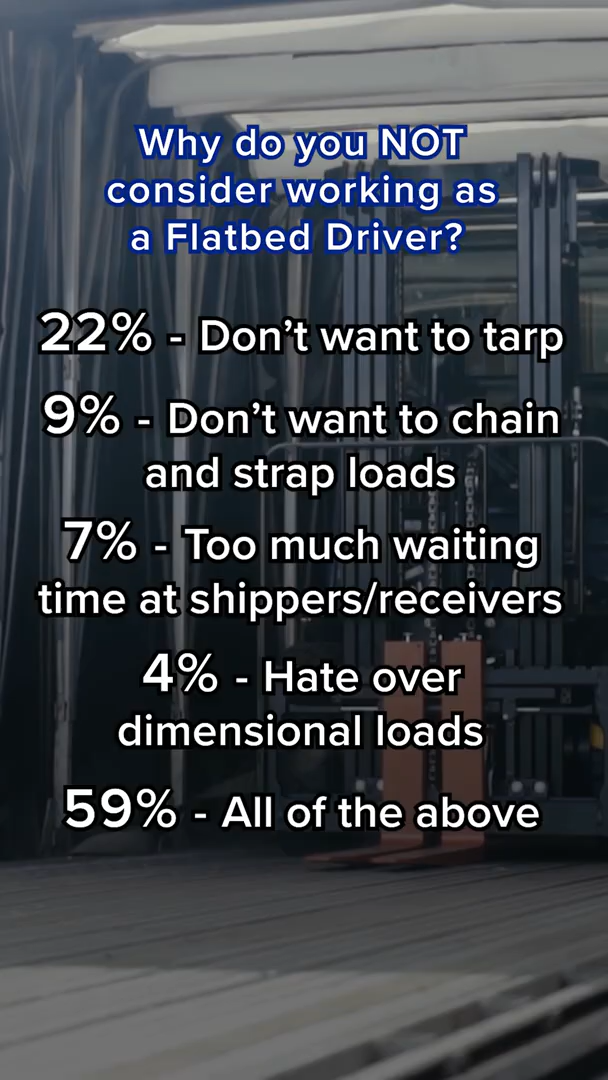 Why do you NOT
consider working as
a Flatbed Driver?
22% - Don’t want to tarp
9% - Don’t want to chain
and strap loads
7% - Too much waiting
time at shippers/receivers
4% - Hate over
dimensional loads
59% - All of the above